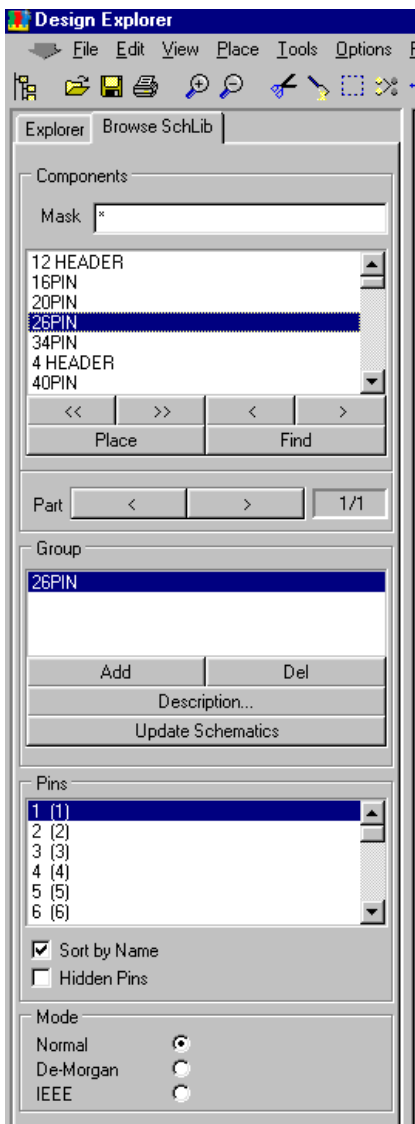 Design Explorer
File Edit View Place Tools Options
Explorer Browse SchLib
Components
Mask *
12 HEADER
16PIN
20PIN
26PIN
34PIN
4 HEADER
40PIN
<< >> < >
Place Find
Part < > 1/1
Group
26PIN
Add Del
Description...
Update Schematics
Pins
1 (1)
2 (2)
3 (3)
4 (4)
5 (5)
6 (6)
Sort by Name
Hidden Pins
Mode
Normal
De-Morgan
IEEE